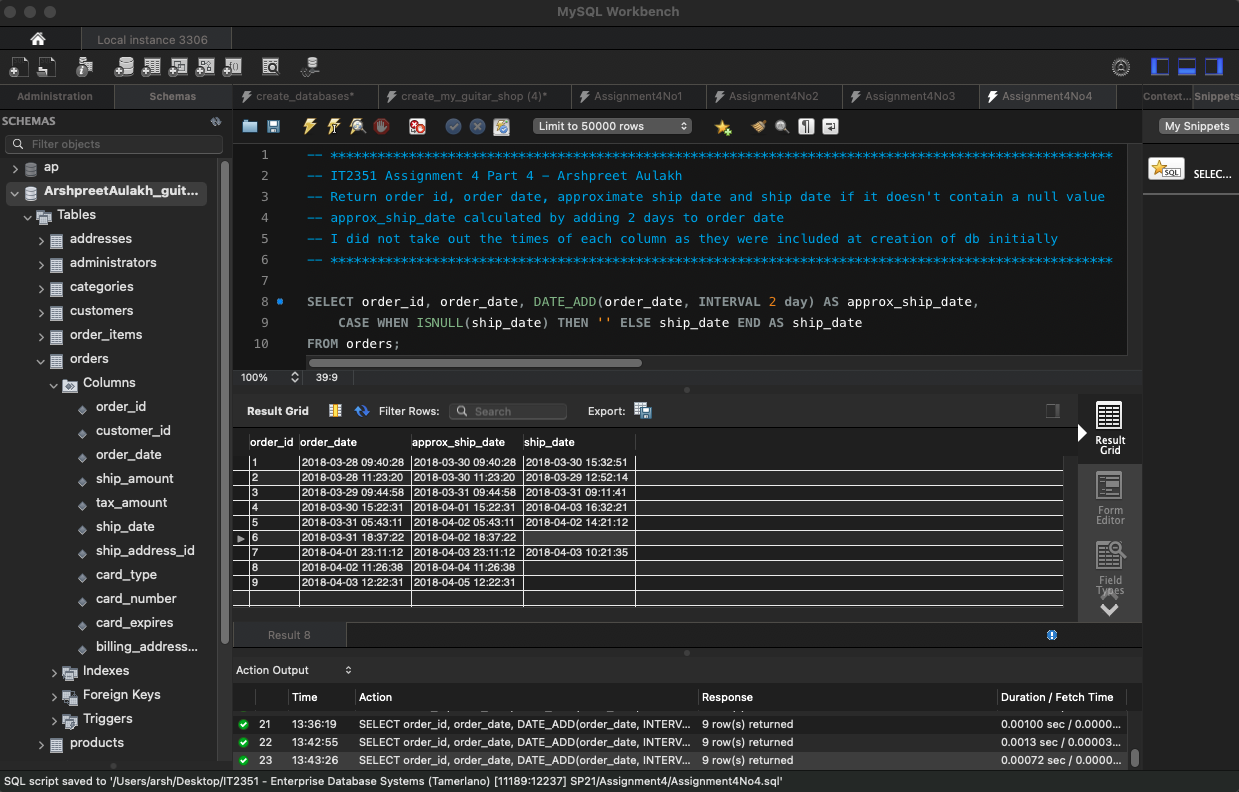 MySQL Workbench
Local instance 3306
Administration Schemas create_databases* create_my_guitar_shop (4)* Assignment4No1 Assignment4No2 Assignment4No3 Assignment4No4 Context... Snippets
SCHEMAS
Filter objects
Limit to 50000 rows
My Snippets
SQL SELEC...
ap
ArshpreetAulakh_guit...
Tables
addresses
administrators
categories
customers
order_items
orders
Columns
order_id
customer_id
order_date
ship_amount
tax_amount
ship_date
ship_address_id
card_type
card_number
card_expires
billing_address...
Indexes
Foreign Keys
Triggers
products
1 -- ****************************************************************************************************
2 -- IT2351 Assignment 4 Part 4 - Arshpreet Aulakh
3 -- Return order id, order date, approximate ship date and ship date if it doesn't contain a null value
4 -- approx_ship_date calculated by adding 2 days to order date
5 -- I did not take out the times of each column as they were included at creation of db initially
6 -- ****************************************************************************************************
7
8 SELECT order_id, order_date, DATE_ADD(order_date, INTERVAL 2 day) AS approx_ship_date,
9 CASE WHEN ISNULL(ship_date) THEN '' ELSE ship_date END AS ship_date
10 FROM orders;
100% 39:9
Result Grid Filter Rows: Search Export:
order_id order_date approx_ship_date ship_date
1 2018-03-28 09:40:28 2018-03-30 09:40:28 2018-03-30 15:32:51
2 2018-03-28 11:23:20 2018-03-30 11:23:20 2018-03-29 12:52:14
3 2018-03-29 09:44:58 2018-03-31 09:44:58 2018-03-31 09:11:41
4 2018-03-30 15:22:31 2018-04-01 15:22:31 2018-04-03 16:32:21
5 2018-03-31 05:43:11 2018-04-02 05:43:11 2018-04-02 14:21:12
6 2018-03-31 18:37:22 2018-04-02 18:37:22
7 2018-04-01 23:11:12 2018-04-03 23:11:12 2018-04-03 10:21:35
8 2018-04-02 11:26:38 2018-04-04 11:26:38
9 2018-04-03 12:22:31 2018-04-05 12:22:31
Result
Grid
Form
Editor
Field
Types
Result 8
Action Output
Time Action Response Duration / Fetch Time
21 13:36:19 SELECT order_id, order_date, DATE_ADD(order_date, INTERV... 9 row(s) returned 0.00100 sec / 0.0000...
22 13:42:55 SELECT order_id, order_date, DATE_ADD(order_date, INTERV... 9 row(s) returned 0.0013 sec / 0.00003...
23 13:43:26 SELECT order_id, order_date, DATE_ADD(order_date, INTERV... 9 row(s) returned 0.00072 sec / 0.0000...
SQL script saved to '/Users/arsh/Desktop/IT2351 - Enterprise Database Systems (Tamerlano) [11189:12237] SP21/Assignment4/Assignment4No4.sql'